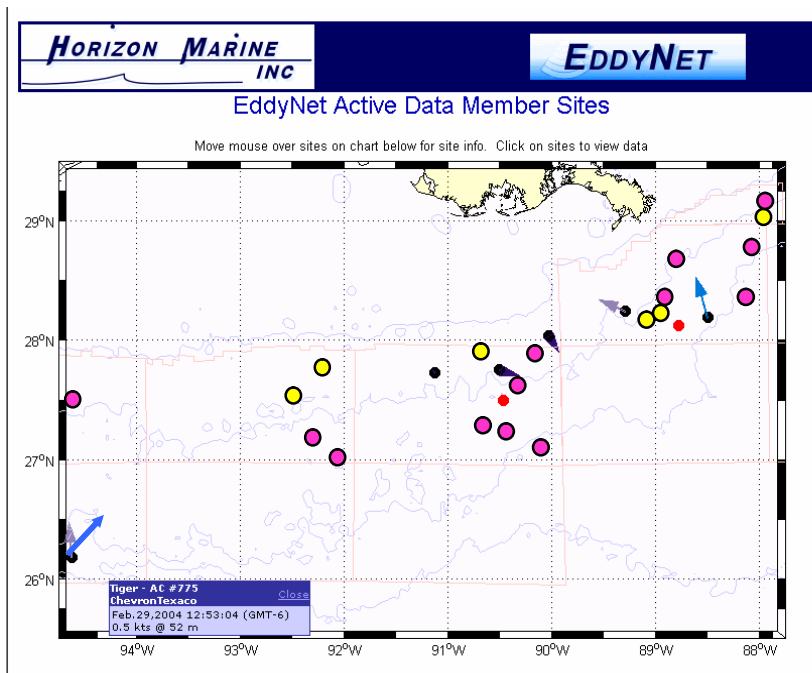 HORIZON MARINE
INC
EDDYNET
EddyNet Active Data Member Sites
Move mouse over sites on chart below for site info. Click on sites to view data
29°N
28°N
27°N
26°N
Tiger - AC #775
Close
ChevronTexaco
Feb.29,2004 12:53:04 (GMT-6)
0.5 kts @ 52 m
94°W
93°W
92°W
91°W
90°W
89°W
88°W